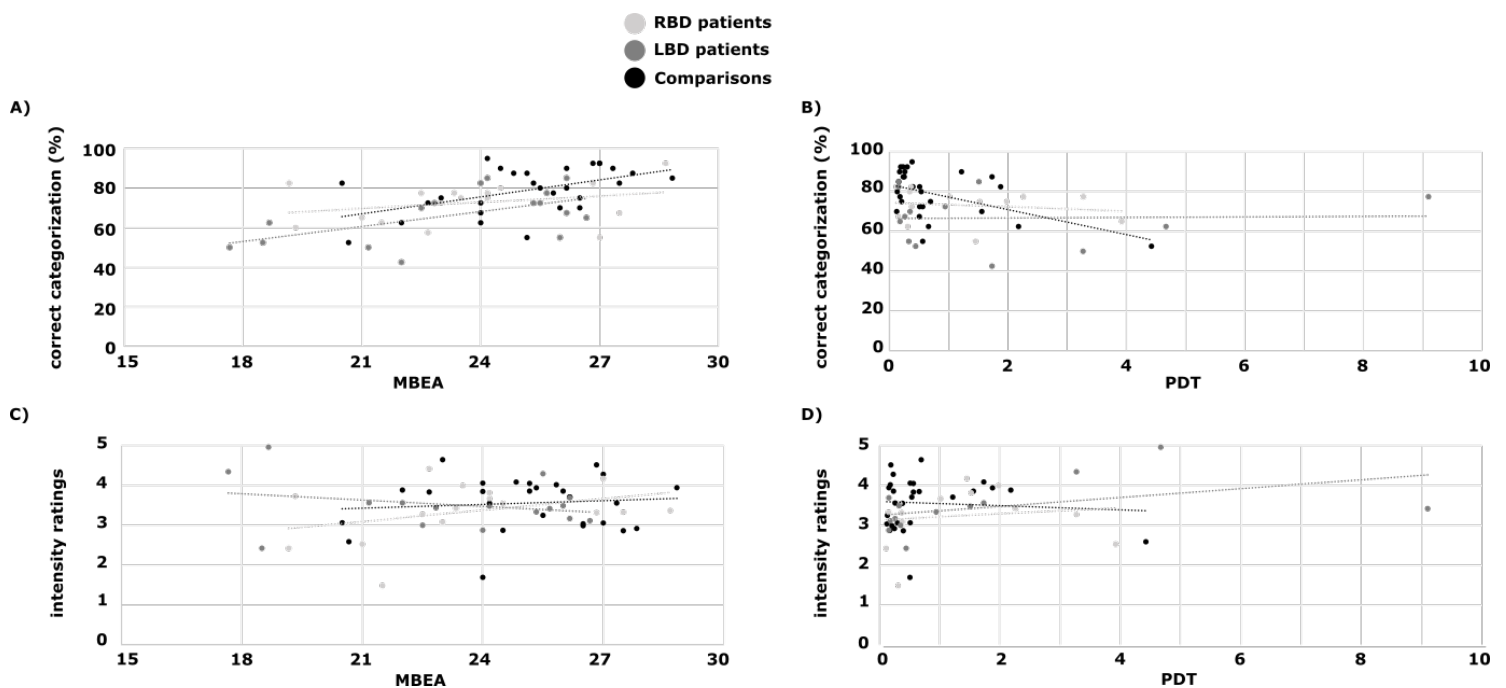 RBD patients
LBD patients
Comparisons
A)
correct categorization (%)
100
80
60
40
20
0
15 18 21 24 27 30
MBEA
B)
correct categorization (%)
100
80
60
40
20
0
0 2 4 6 8 10
PDT
C)
intensity ratings
5
4
3
2
1
0
15 18 21 24 27 30
MBEA
D)
intensity ratings
5
4
3
2
1
0
0 2 4 6 8 10
PDT